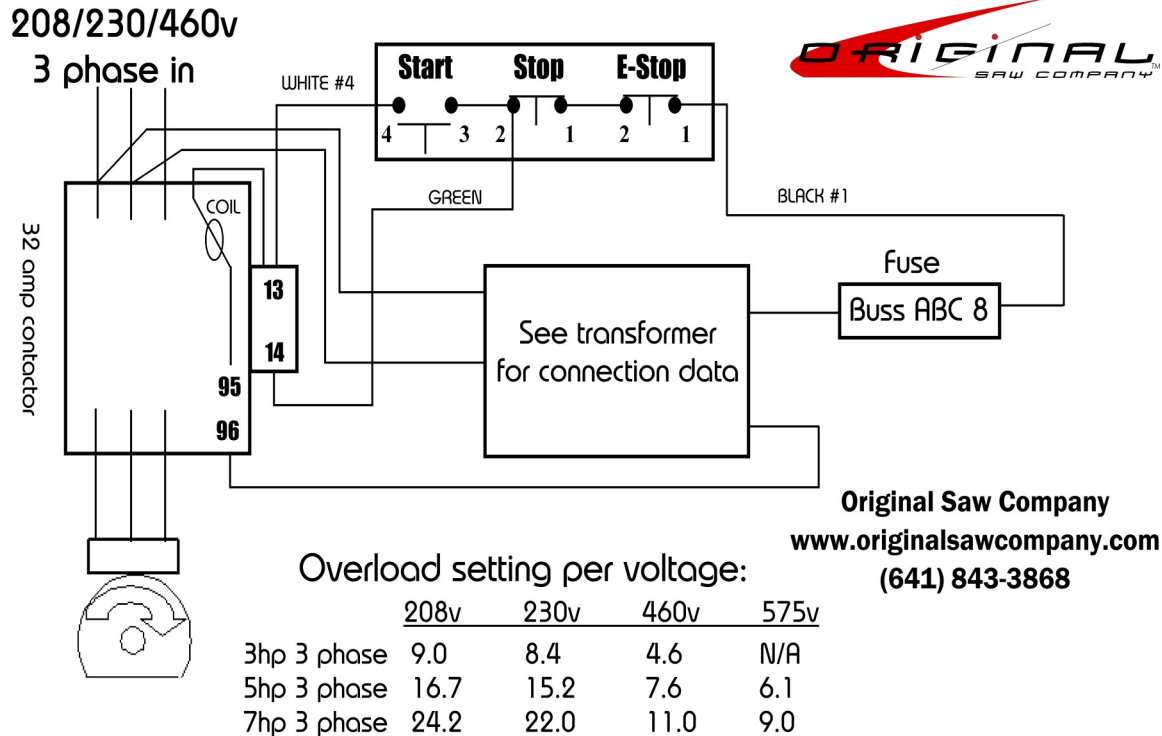 208/230/460v
3 phase in
ORIGINAL
SAW COMPANY™
Start Stop E-Stop
4 3 2 1 2 1
WHITE #4
GREEN
BLACK #1
COIL
32 amp contactor
13
14
95
96
See transformer
for connection data
Fuse
Buss ABC 8
Original Saw Company
www.originalsawcompany.com
(641) 843-3868
Overload setting per voltage:
208v 230v 460v 575v
3hp 3 phase 9.0 8.4 4.6 N/A
5hp 3 phase 16.7 15.2 7.6 6.1
7hp 3 phase 24.2 22.0 11.0 9.0